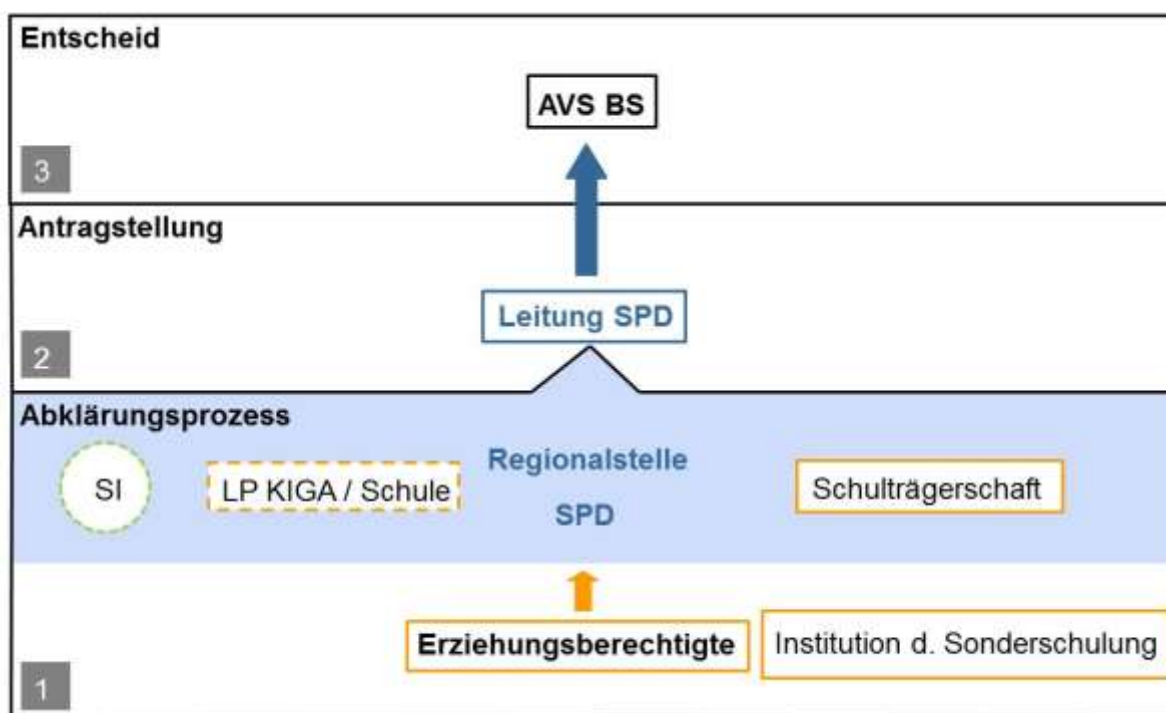 Entscheid
AVS BS
3
Antragstellung
Leitung SPD
2
Abklärungsprozess
SI
LP KIGA / Schule
Regionalstelle
SPD
Schulträgerschaft
Erziehungsberechtigte
Institution d. Sonderschulung
1